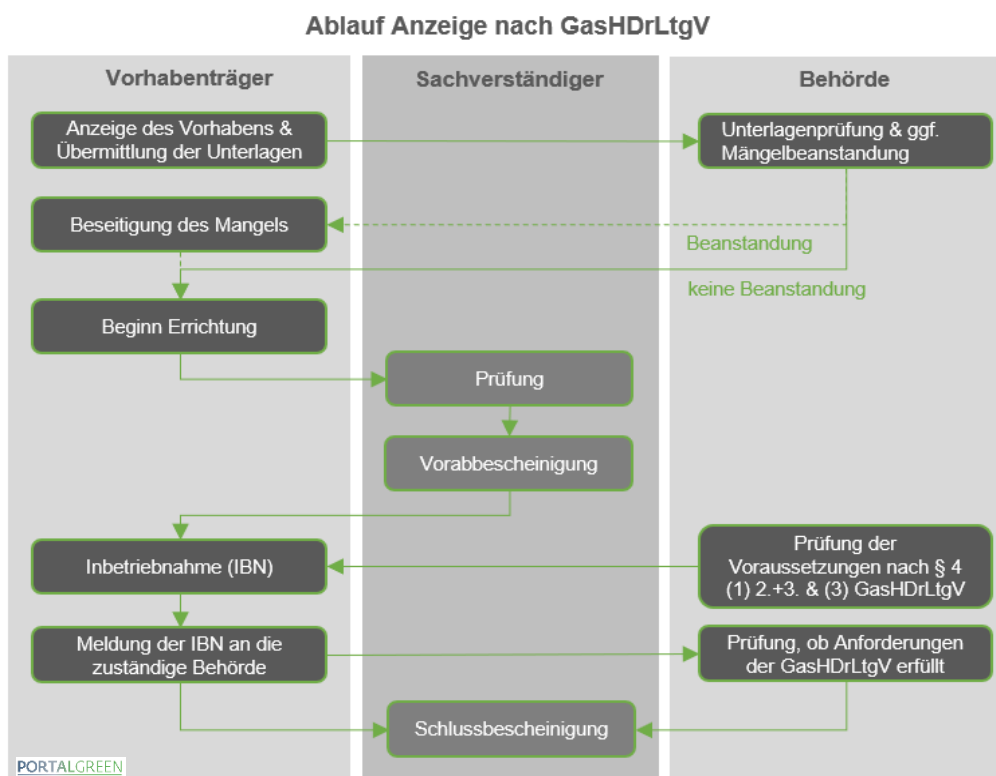 Ablauf Anzeige nach GasHDrLtgV
Vorhabenträger
Sachverständiger
Behörde
Anzeige des Vorhabens &
Übermittlung der Unterlagen
Unterlagenprüfung & ggf.
Mängelbeanstandung
Beseitigung des Mangels
Beanstandung
keine Beanstandung
Beginn Errichtung
Prüfung
Vorabbescheinigung
Inbetriebnahme (IBN)
Prüfung der
Voraussetzungen nach § 4
(1) 2.+3. & (3) GasHDrLtgV
Meldung der IBN an die
zuständige Behörde
Prüfung, ob Anforderungen
der GasHDrLtgV erfüllt
Schlussbescheinigung
PORTALGREEN